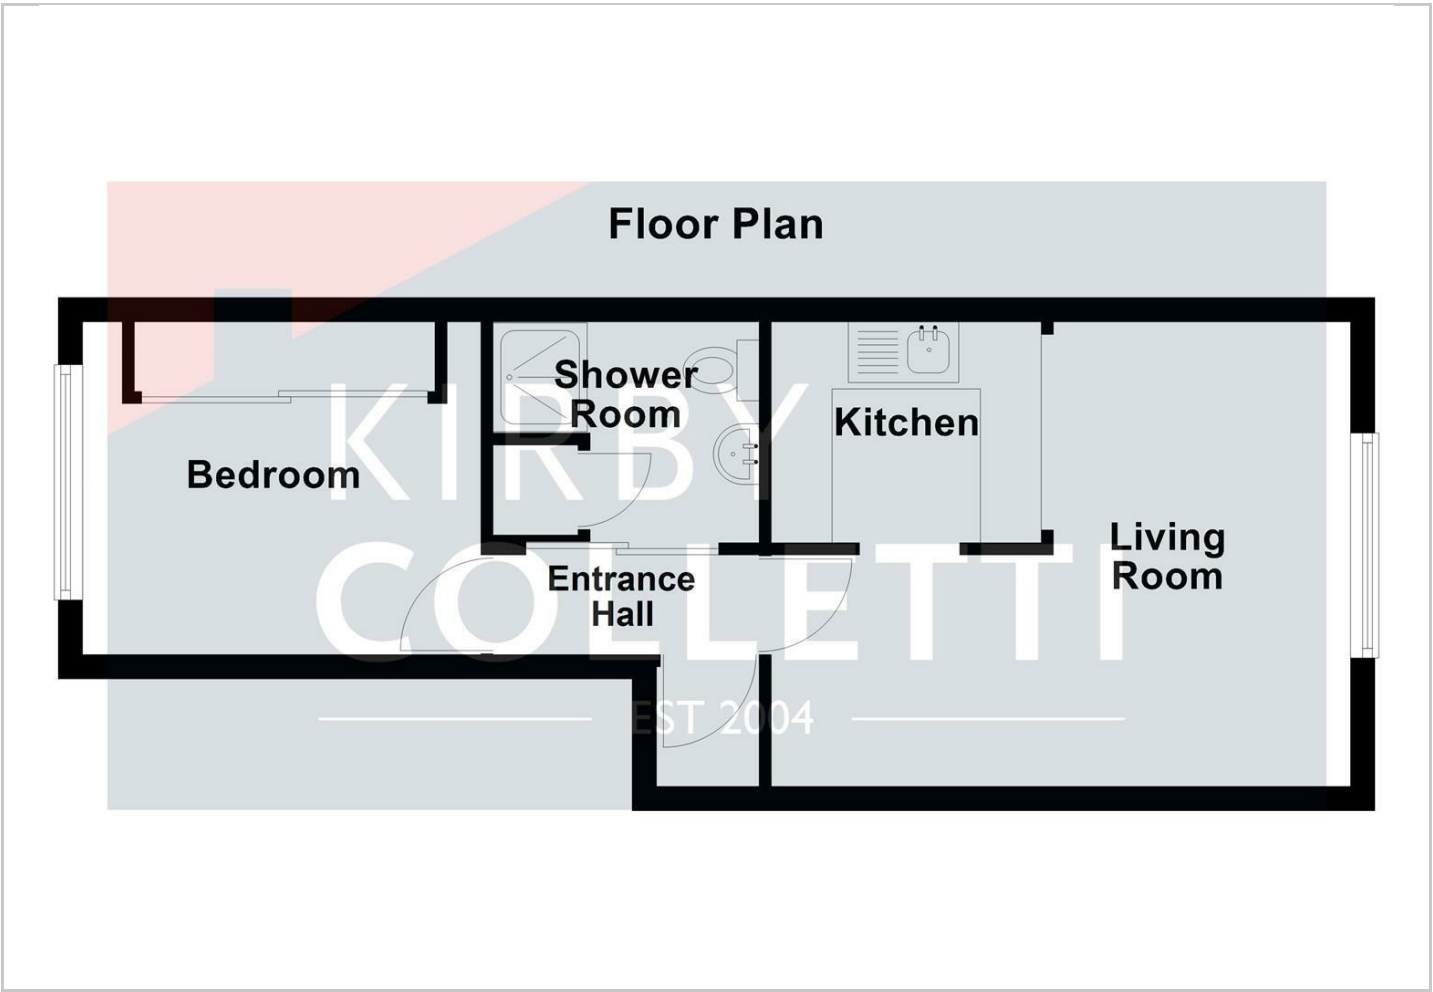 Floor Plan
Shower
Room
Kitchen
Bedroom
Living
Room
Entrance
Hall
KIRBY
COLLETTI
EST 2004